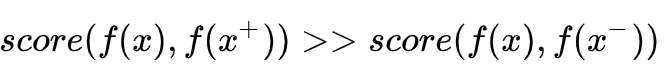 score(f(x), f(x⁺)) >> score(f(x), f(x⁻))